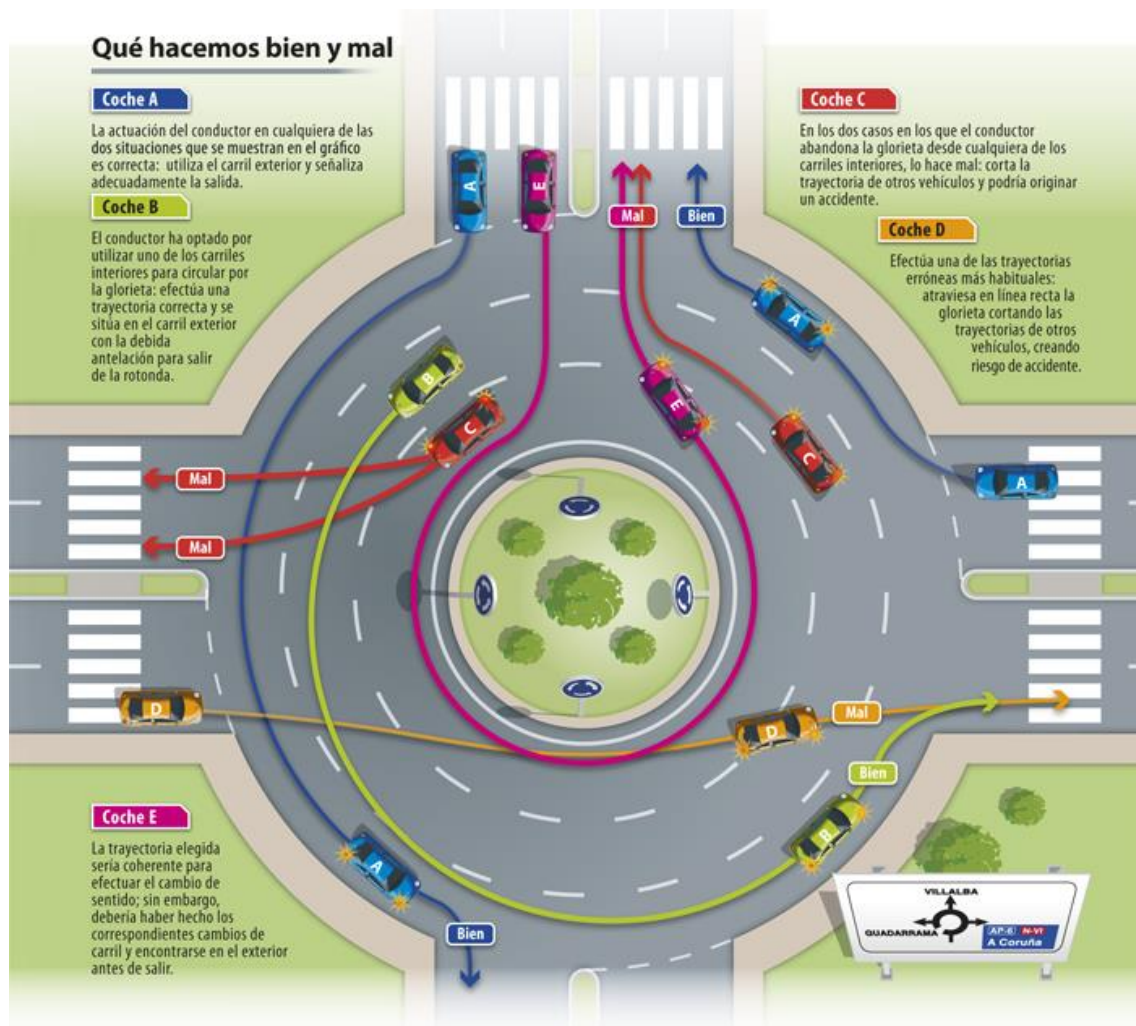 Qué hacemos bien y mal
Coche A
La actuación del conductor en cualquiera de las
dos situaciones que se muestran en el gráfico
es correcta: utiliza el carril exterior y señaliza
adecuadamente la salida.
Coche B
El conductor ha optado por
utilizar uno de los carriles
interiores para circular por
la glorieta: efectúa una
trayectoria correcta y se
sitúa en el carril exterior
con la debida
antelación para salir
de la rotonda.
Coche C
En los dos casos en los que el conductor
abandona la glorieta desde cualquiera de los
carriles interiores, lo hace mal: corta la
trayectoria de otros vehículos y podría originar
un accidente.
Coche D
Efectúa una de las trayectorias
erróneas más habituales:
atraviesa en línea recta la
glorieta cortando las
trayectorias de otros
vehículos, creando
riesgo de accidente.
A
E
Mal
Bien
A
B
E
C
C
Mal
A
Mal
D
D
Mal
Bien
B
A
Bien
Coche E
La trayectoria elegida
sería coherente para
efectuar el cambio de
sentido; sin embargo,
debería haber hecho los
correspondientes cambios de
carril y encontrarse en el exterior
antes de salir.
VILLALBA
GUADARRAMA
AP-6 N-VI
A Coruña